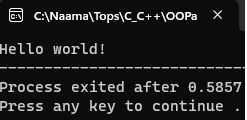 C:\Naama\Tops\C_C++\OOPa
Hello world!
--------------------------------
Process exited after 0.5857
Press any key to continue .